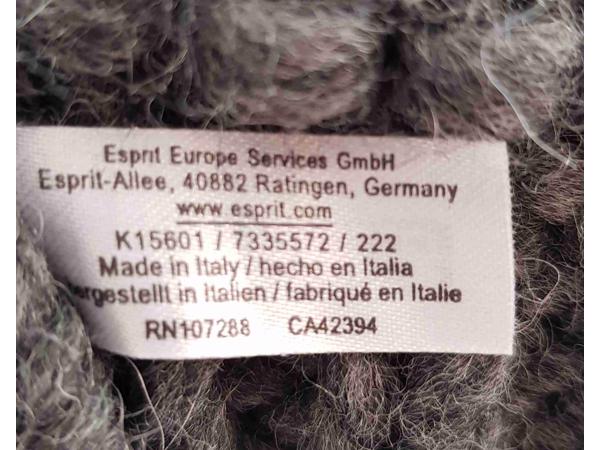 Esprit Europe Services GmbH
Esprit-Allee, 40882 Ratingen, Germany
www.esprit.com
K15601 / 7335572 / 222
Made in Italy / hecho en Italia
ergestellt in Italien / fabriqué en Italie
RN107288 CA42394